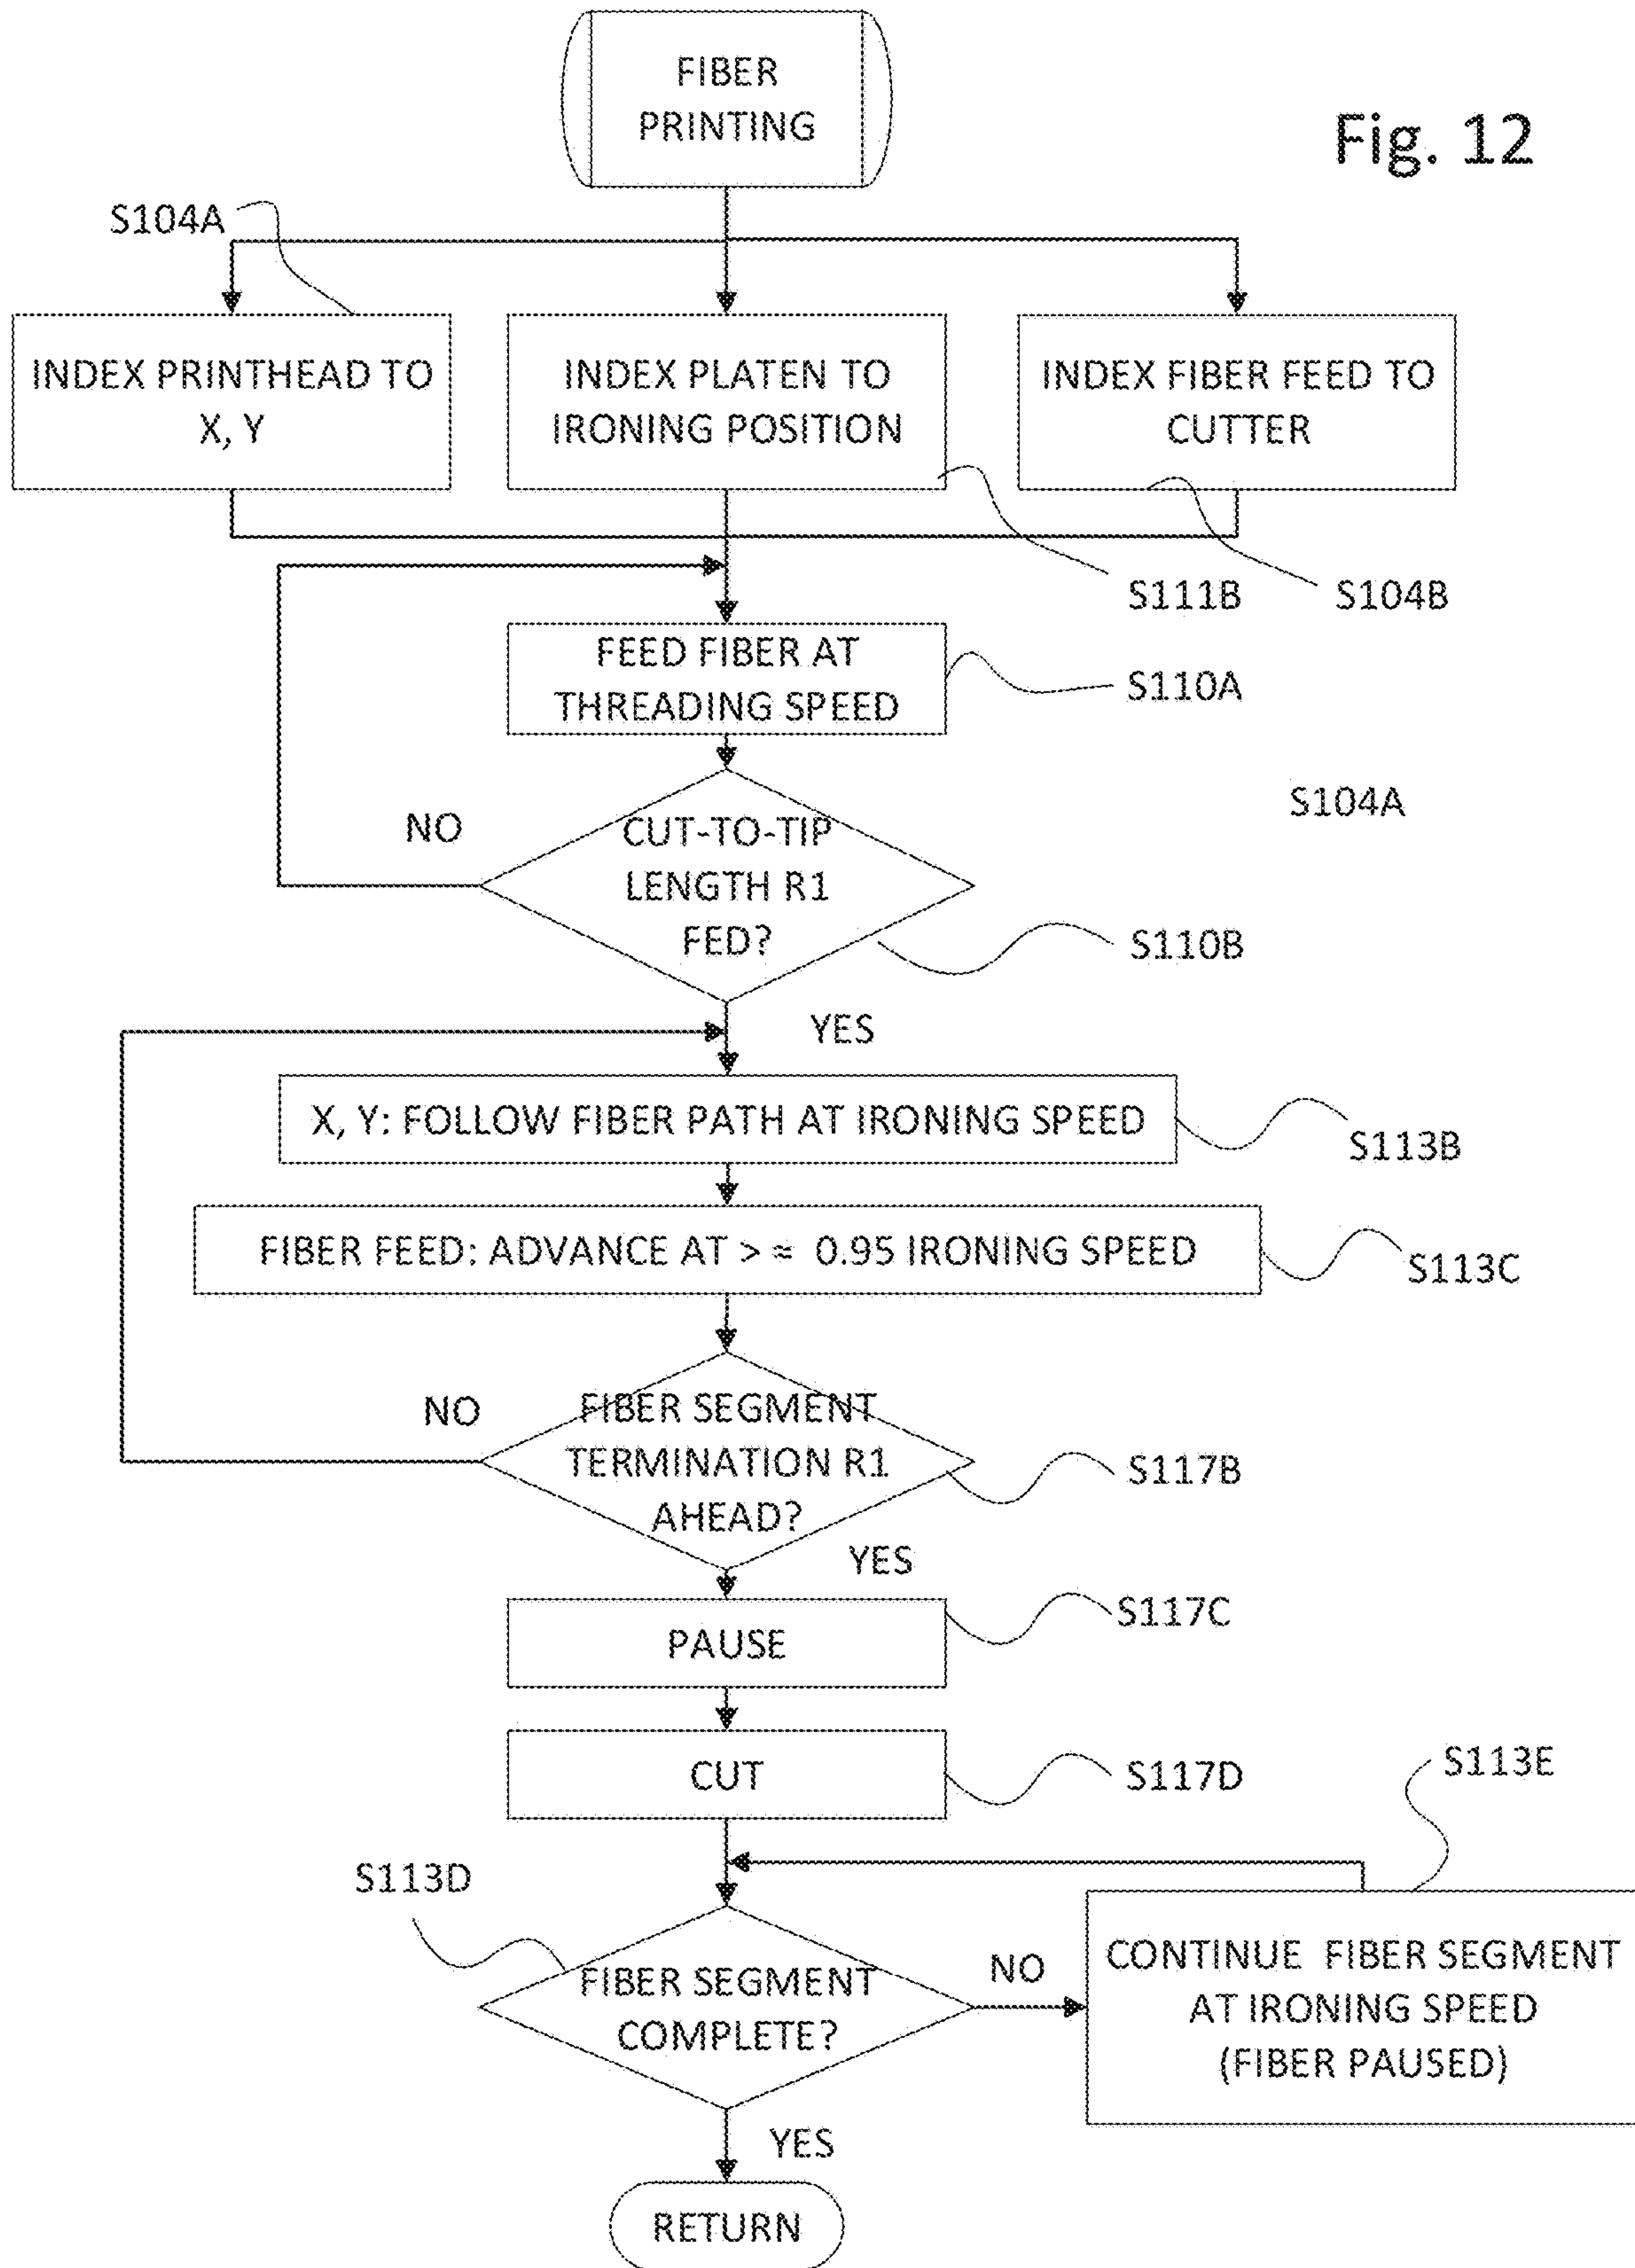 FIBER
PRINTING
Fig. 12
S104A
INDEX PRINTHEAD TO
X, Y
INDEX PLATEN TO
IRONING POSITION
INDEX FIBER FEED TO
CUTTER
S111B
S104B
FEED FIBER AT
THREADING SPEED
S110A
S104A
NO
CUT-TO-TIP
LENGTH R1
FED?
S110B
YES
X, Y: FOLLOW FIBER PATH AT IRONING SPEED
S113B
FIBER FEED: ADVANCE AT > ≈ 0.95 IRONING SPEED
S113C
NO
FIBER SEGMENT
TERMINATION R1
AHEAD?
S117B
YES
PAUSE
S117C
CUT
S117D
S113E
S113D
FIBER SEGMENT
COMPLETE?
NO
CONTINUE FIBER SEGMENT
AT IRONING SPEED
(FIBER PAUSED)
YES
RETURN